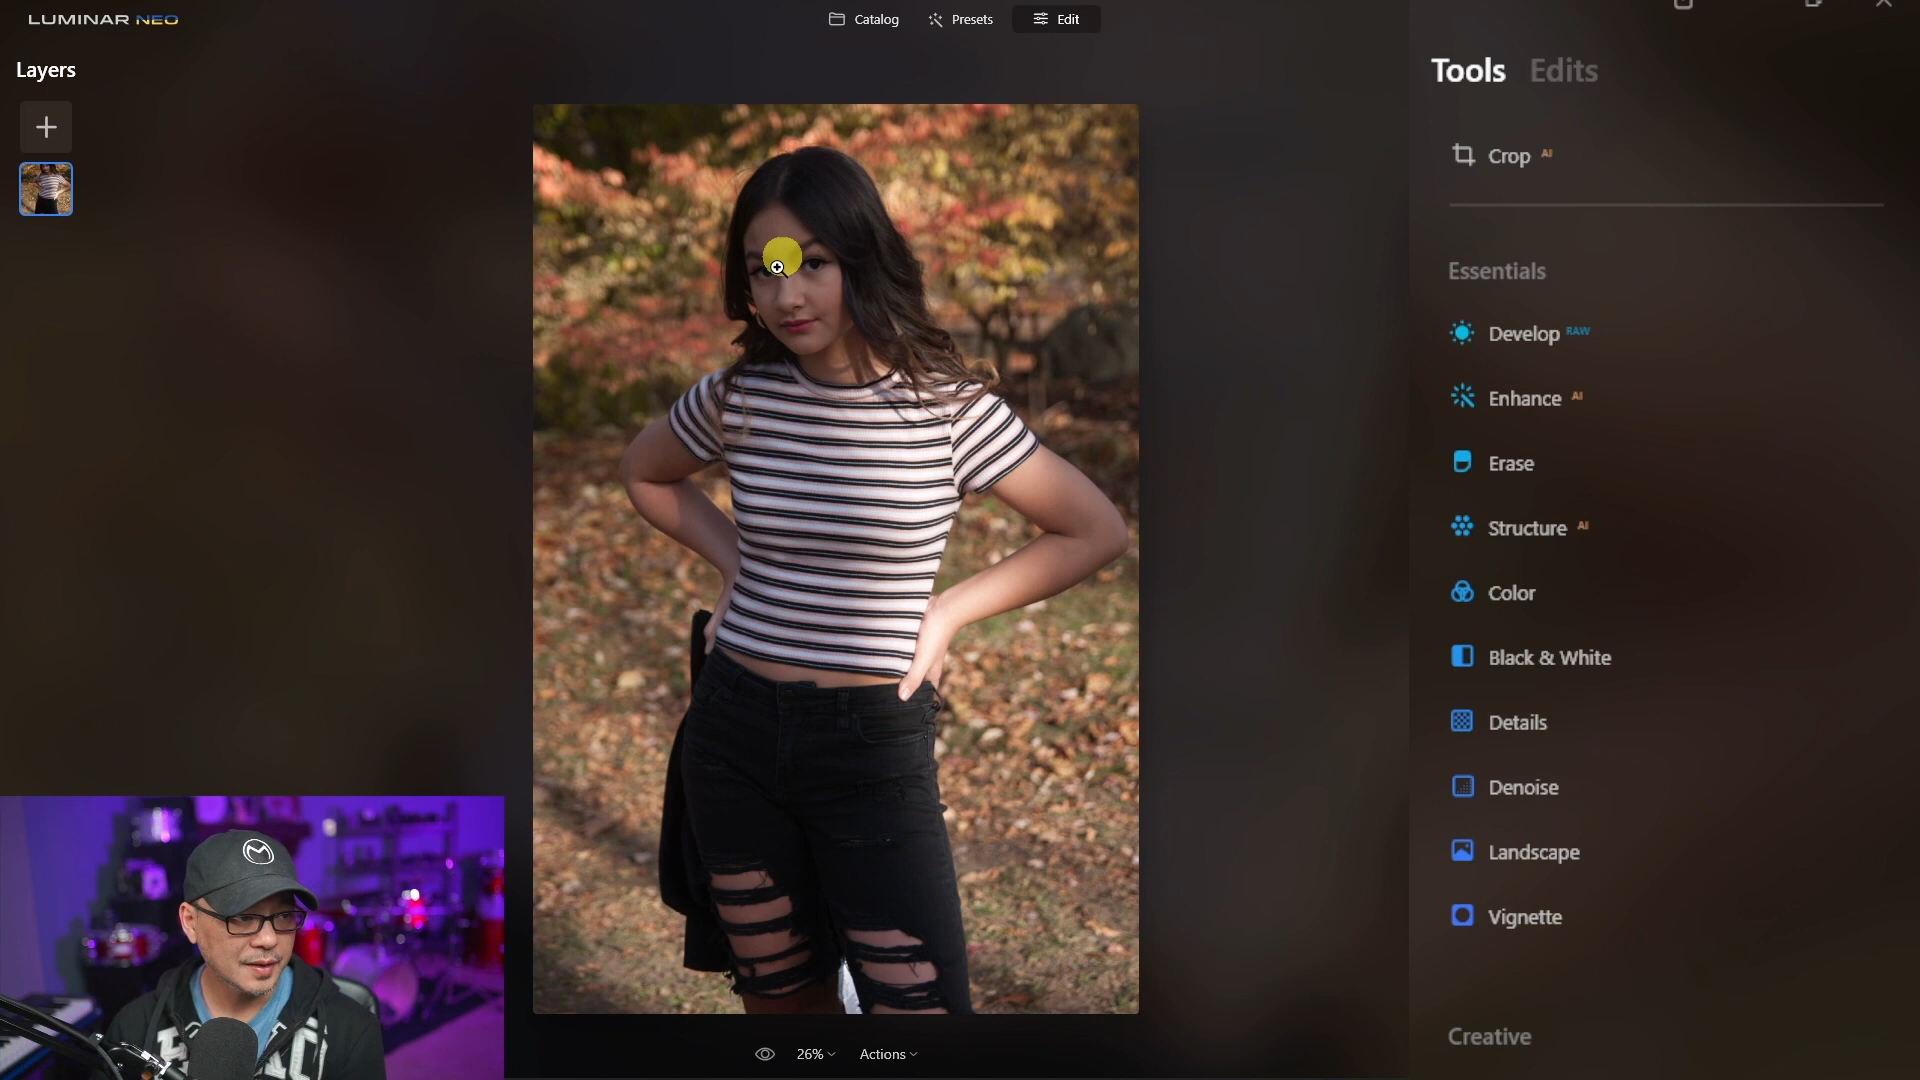 LUMINAR NEO
Catalog
Presets
Edit
Layers
Tools Edits
Crop AI
Essentials
Develop RAW
Enhance AI
Erase
Structure AI
Color
Black & White
Details
Denoise
Landscape
Vignette
Creative
26%
Actions